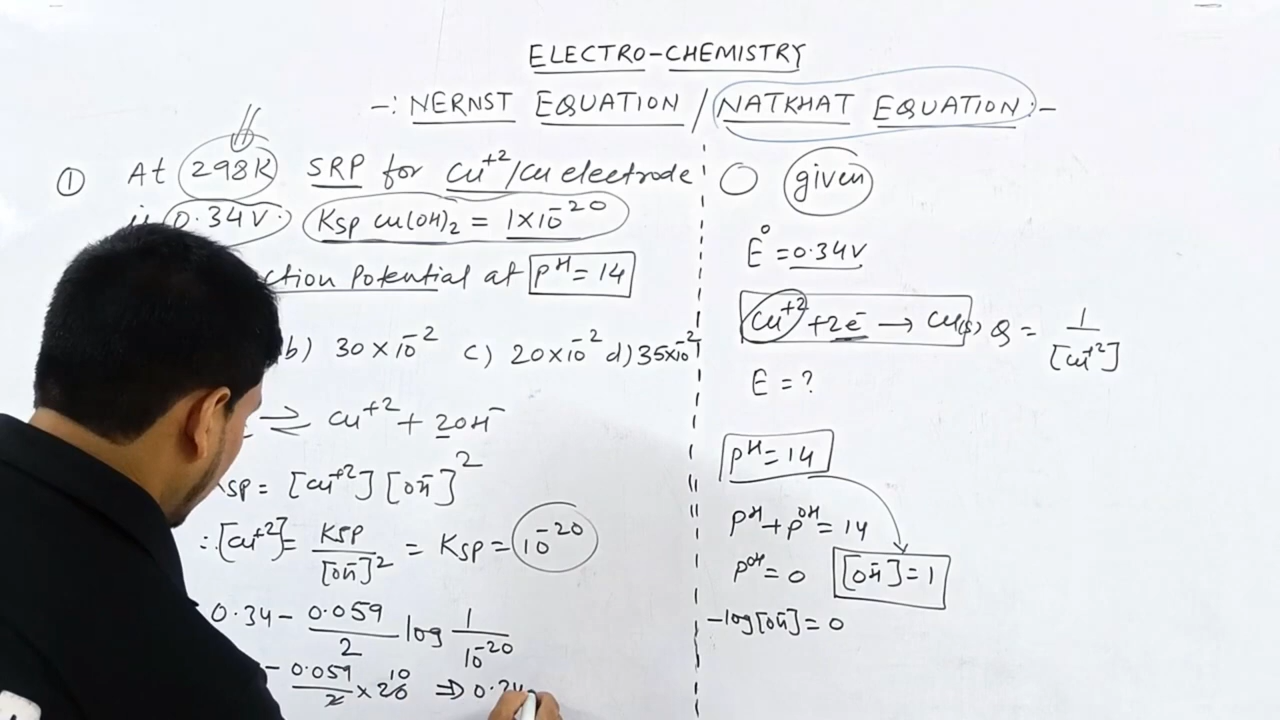 ELECTRO-CHEMISTRY
-: NERNST EQUATION / NATKHAT EQUATION :-
① At 298K SRP for Cu⁺²/Cu electrode
is 0.34V. Ksp Cu(OH)₂ = 1×10⁻²⁰
ction Potential at pᴴ = 14
b) 30×10⁻² c) 20×10⁻² d) 35×10⁻²
⇌ Cu⁺² + 2OH⁻
Ksp = [Cu⁺²] [OH⁻]²
∴ [Cu⁺²] = Ksp/[OH⁻]² = Ksp = 10⁻²⁰
0.34 - 0.059/2 log 1/10⁻²⁰
- 0.059/2 × 20 10 ⇒ 0.34
given
E° = 0.34V
Cu⁺² + 2e⁻ → Cu(s) Q = 1/[Cu⁺²]
E = ?
pᴴ = 14
pᴴ + pᴼᴴ = 14
pᴼᴴ = 0 [OH⁻] = 1
-log[OH⁻] = 0